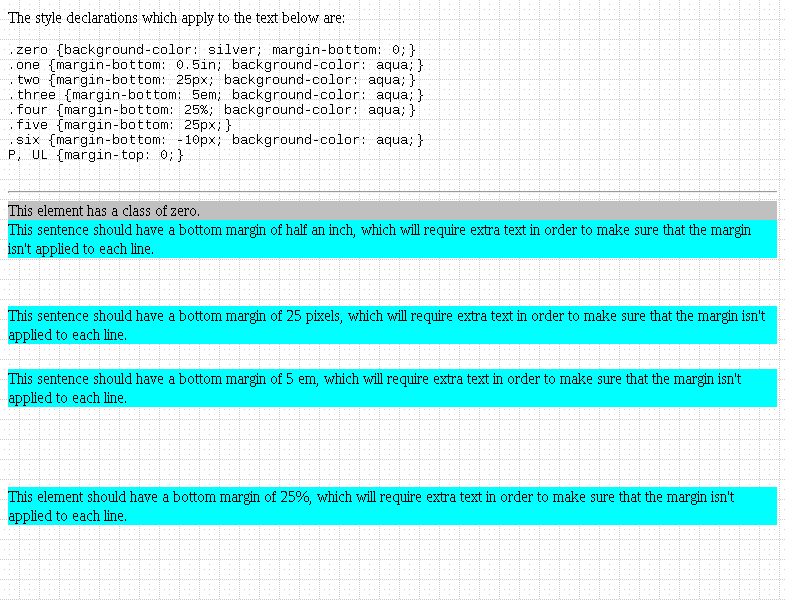 The style declarations which apply to the text below are:
.zero {background-color: silver; margin-bottom: 0;}
.one {margin-bottom: 0.5in; background-color: aqua;}
.two {margin-bottom: 25px; background-color: aqua;}
.three {margin-bottom: 5em; background-color: aqua;}
.four {margin-bottom: 25%; background-color: aqua;}
.five {margin-bottom: 25px;}
.six {margin-bottom: -10px; background-color: aqua;}
P, UL {margin-top: 0;}
This element has a class of zero.
This sentence should have a bottom margin of half an inch, which will require extra text in order to make sure that the margin
isn't applied to each line.
This sentence should have a bottom margin of 25 pixels, which will require extra text in order to make sure that the margin isn't
applied to each line.
This sentence should have a bottom margin of 5 em, which will require extra text in order to make sure that the margin isn't
applied to each line.
This element should have a bottom margin of 25%, which will require extra text in order to make sure that the margin isn't
applied to each line.